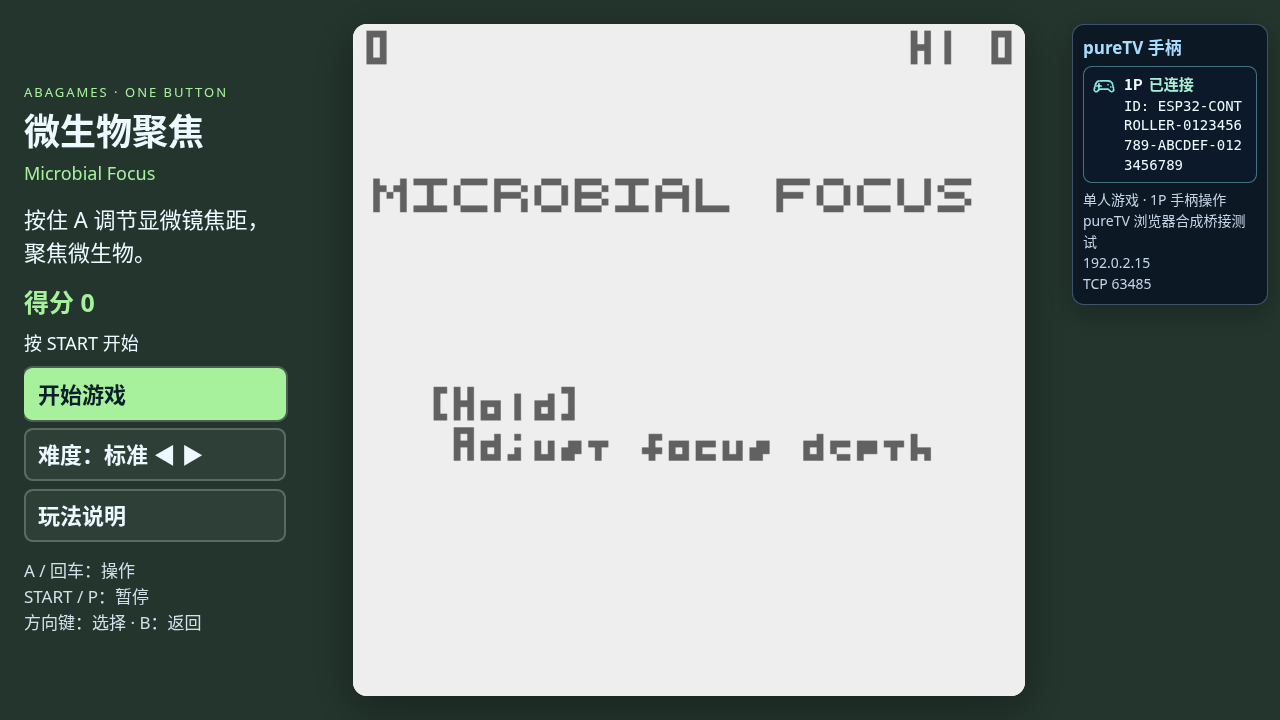 ABAGAMES · ONE BUTTON
微生物聚焦
Microbial Focus
按住 A 调节显微镜焦距，
聚焦微生物。
得分 0
按 START 开始
开始游戏
难度：标准 ◀ ▶
玩法说明
A / 回车：操作
START / P：暂停
方向键：选择 · B：返回
0
HI 0
MICROBIAL FOCUS
[Hold]
Adjust focus depth
pureTV 手柄
1P 已连接
ID: ESP32-CONT
ROLLER-0123456
789-ABCDEF-012
3456789
单人游戏 · 1P 手柄操作
pureTV 浏览器合成桥接测
试
192.0.2.15
TCP 63485